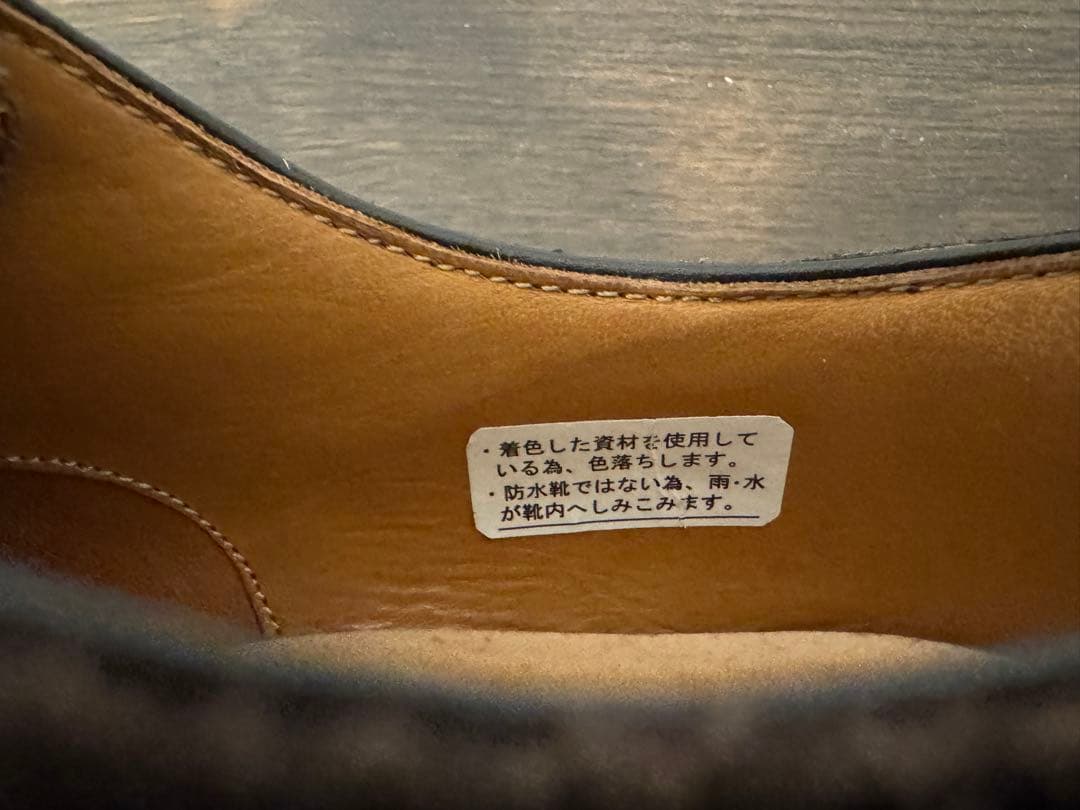 ・着色した資材を使用して
いる為、色落ちします。
・防水靴ではない為、雨・水
が靴内へしみこみます。